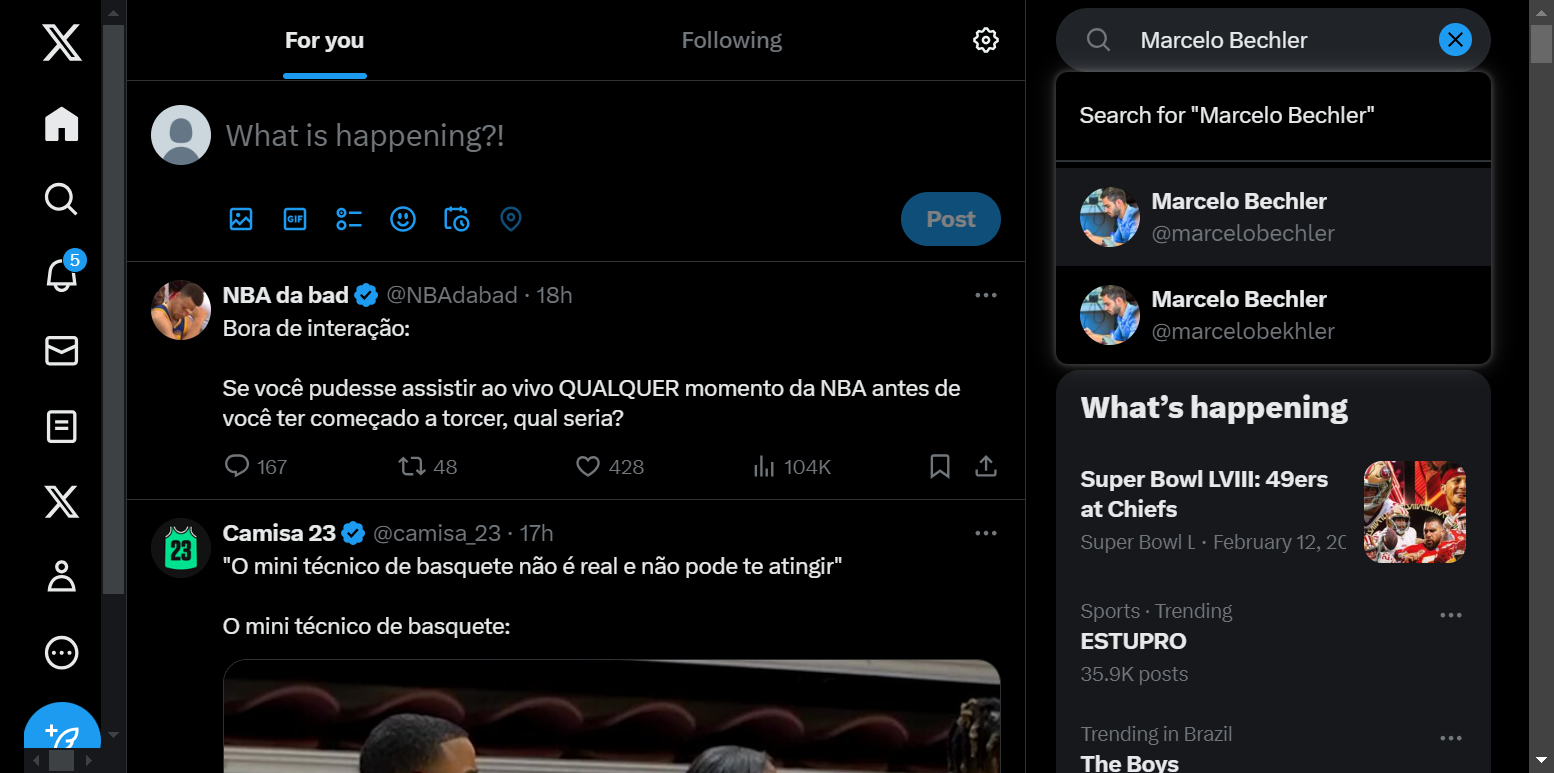 For you
Following
What is happening?!
GIF
Post
5
NBA da bad @NBAdabad · 18h
Bora de interação:
Se você pudesse assistir ao vivo QUALQUER momento da NBA antes de
você ter começado a torcer, qual seria?
167 48 428 104K
23
Camisa 23 @camisa_23 · 17h
"O mini técnico de basquete não é real e não pode te atingir"
O mini técnico de basquete:
Marcelo Bechler
Search for "Marcelo Bechler"
Marcelo Bechler
@marcelobechler
Marcelo Bechler
@marcelobekhler
What's happening
Super Bowl LVIII: 49ers
at Chiefs
Super Bowl L · February 12, 20
Sports · Trending
ESTUPRO
35.9K posts
Trending in Brazil
The Boys